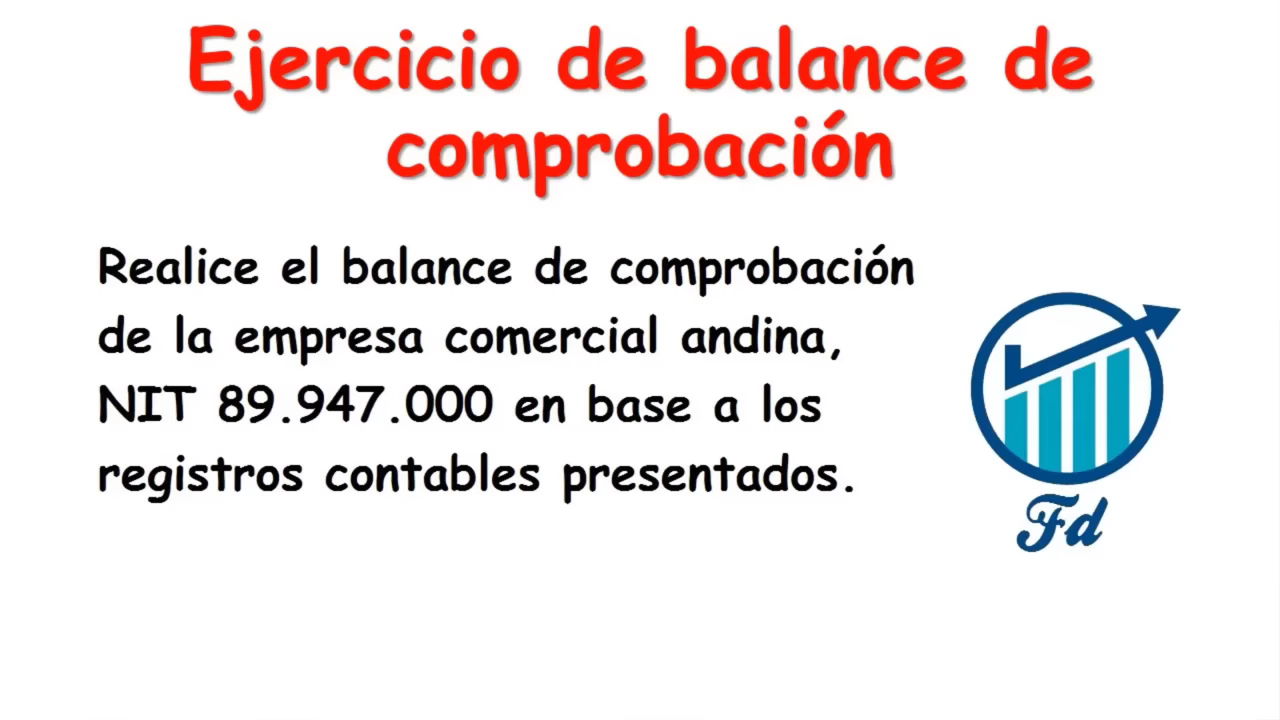 Ejercicio de balance de
comprobación
Realice el balance de comprobación
de la empresa comercial andina,
NIT 89.947.000 en base a los
registros contables presentados.
Fd